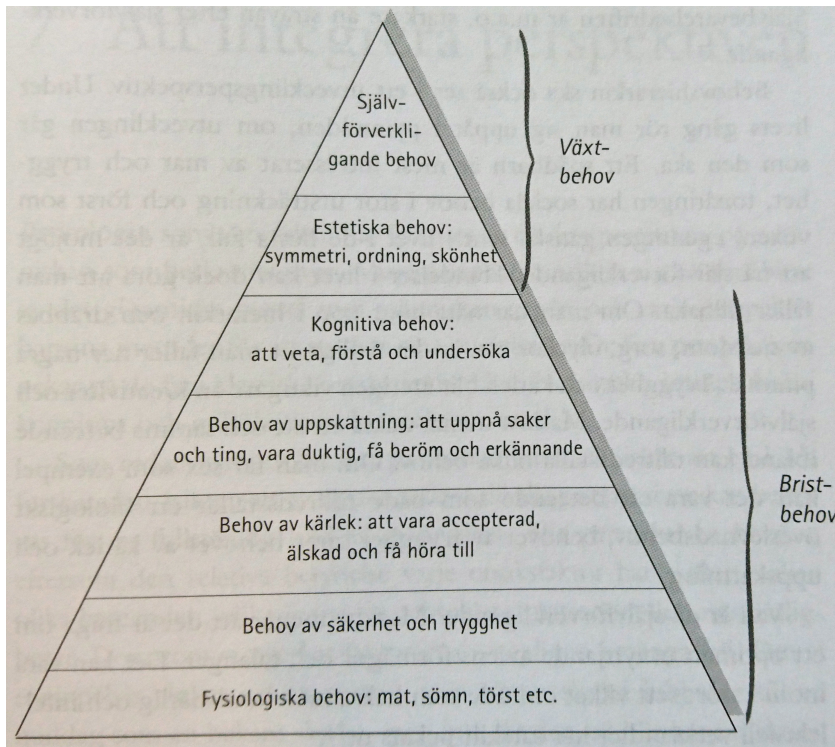 Själv-
förverkli-
gande behov
Växt-
behov
Estetiska behov:
symmetri, ordning, skönhet
Kognitiva behov:
att veta, förstå och undersöka
Behov av uppskattning: att uppnå saker
och ting, vara duktig, få beröm och erkännande
Brist-
behov
Behov av kärlek: att vara accepterad,
älskad och få höra till
Behov av säkerhet och trygghet
Fysiologiska behov: mat, sömn, törst etc.